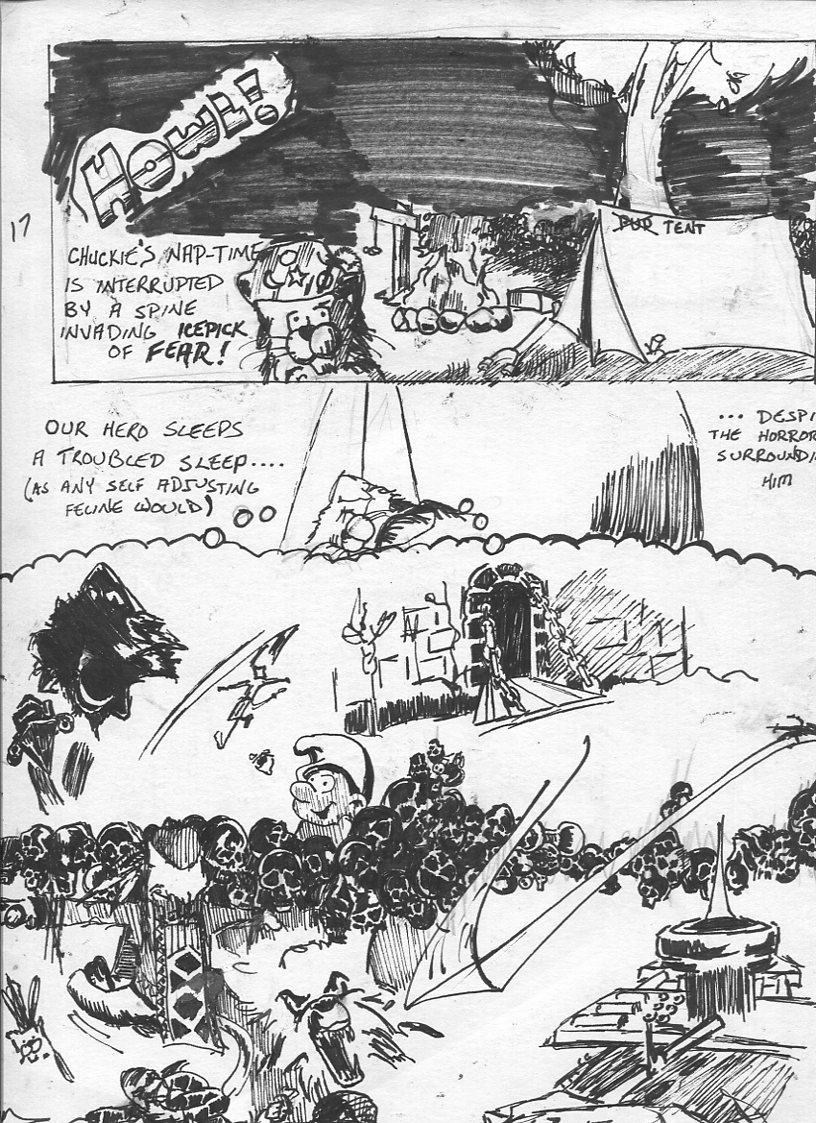 HOWL!
17
CHUCKIE'S NAP-TIME
IS INTERRUPTED
BY A SPINE
INVADING ICEPICK
OF FEAR!
PUR TENT
OUR HERO SLEEPS
A TROUBLED SLEEP....
(AS ANY SELF ADJUSTING
FELINE WOULD)
... DESPI
THE HORROR
SURROUNDI
HIM